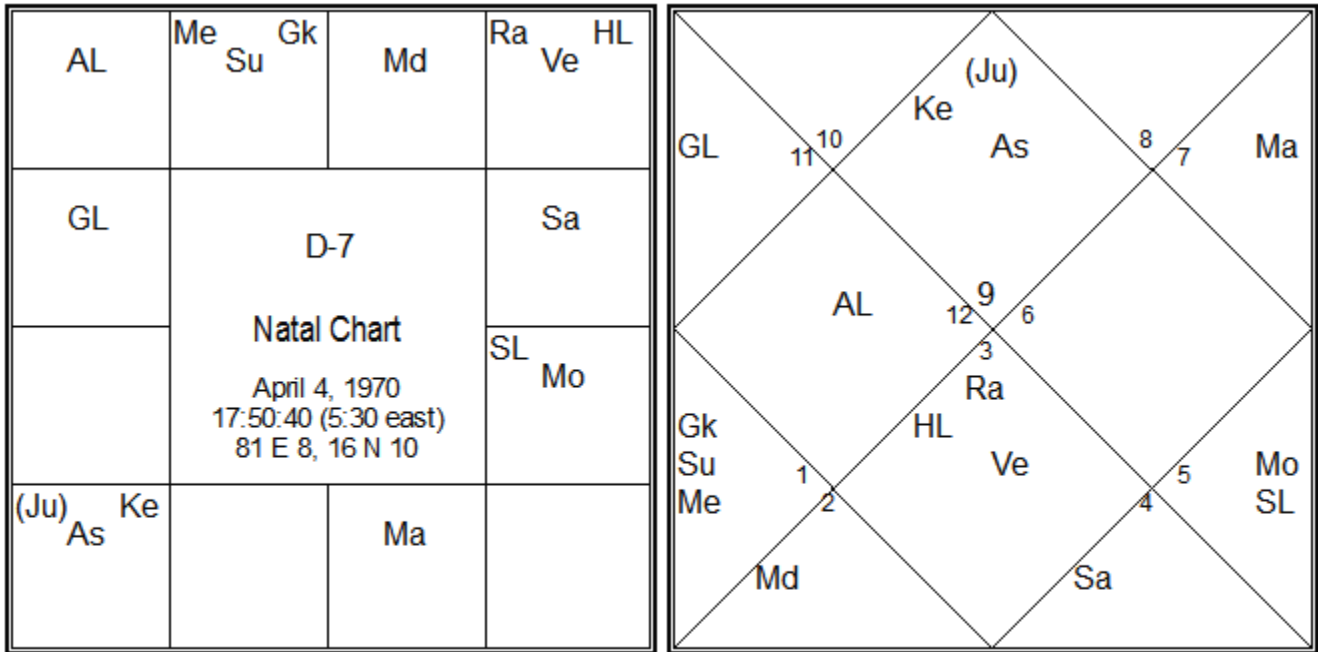 Me Gk
Su
AL
Md
Ra HL
Ve
GL
Sa
D-7
Natal Chart
April 4, 1970
17:50:40 (5:30 east)
81 E 8, 16 N 10
SL
Mo
(Ju) Ke
As
Ma
(Ju)
Ke
As
GL
10
11
8
7
Ma
AL
12
9
6
3
Ra
HL
Ve
Gk
Su
Me
1
2
5
4
Mo
SL
Md
Sa